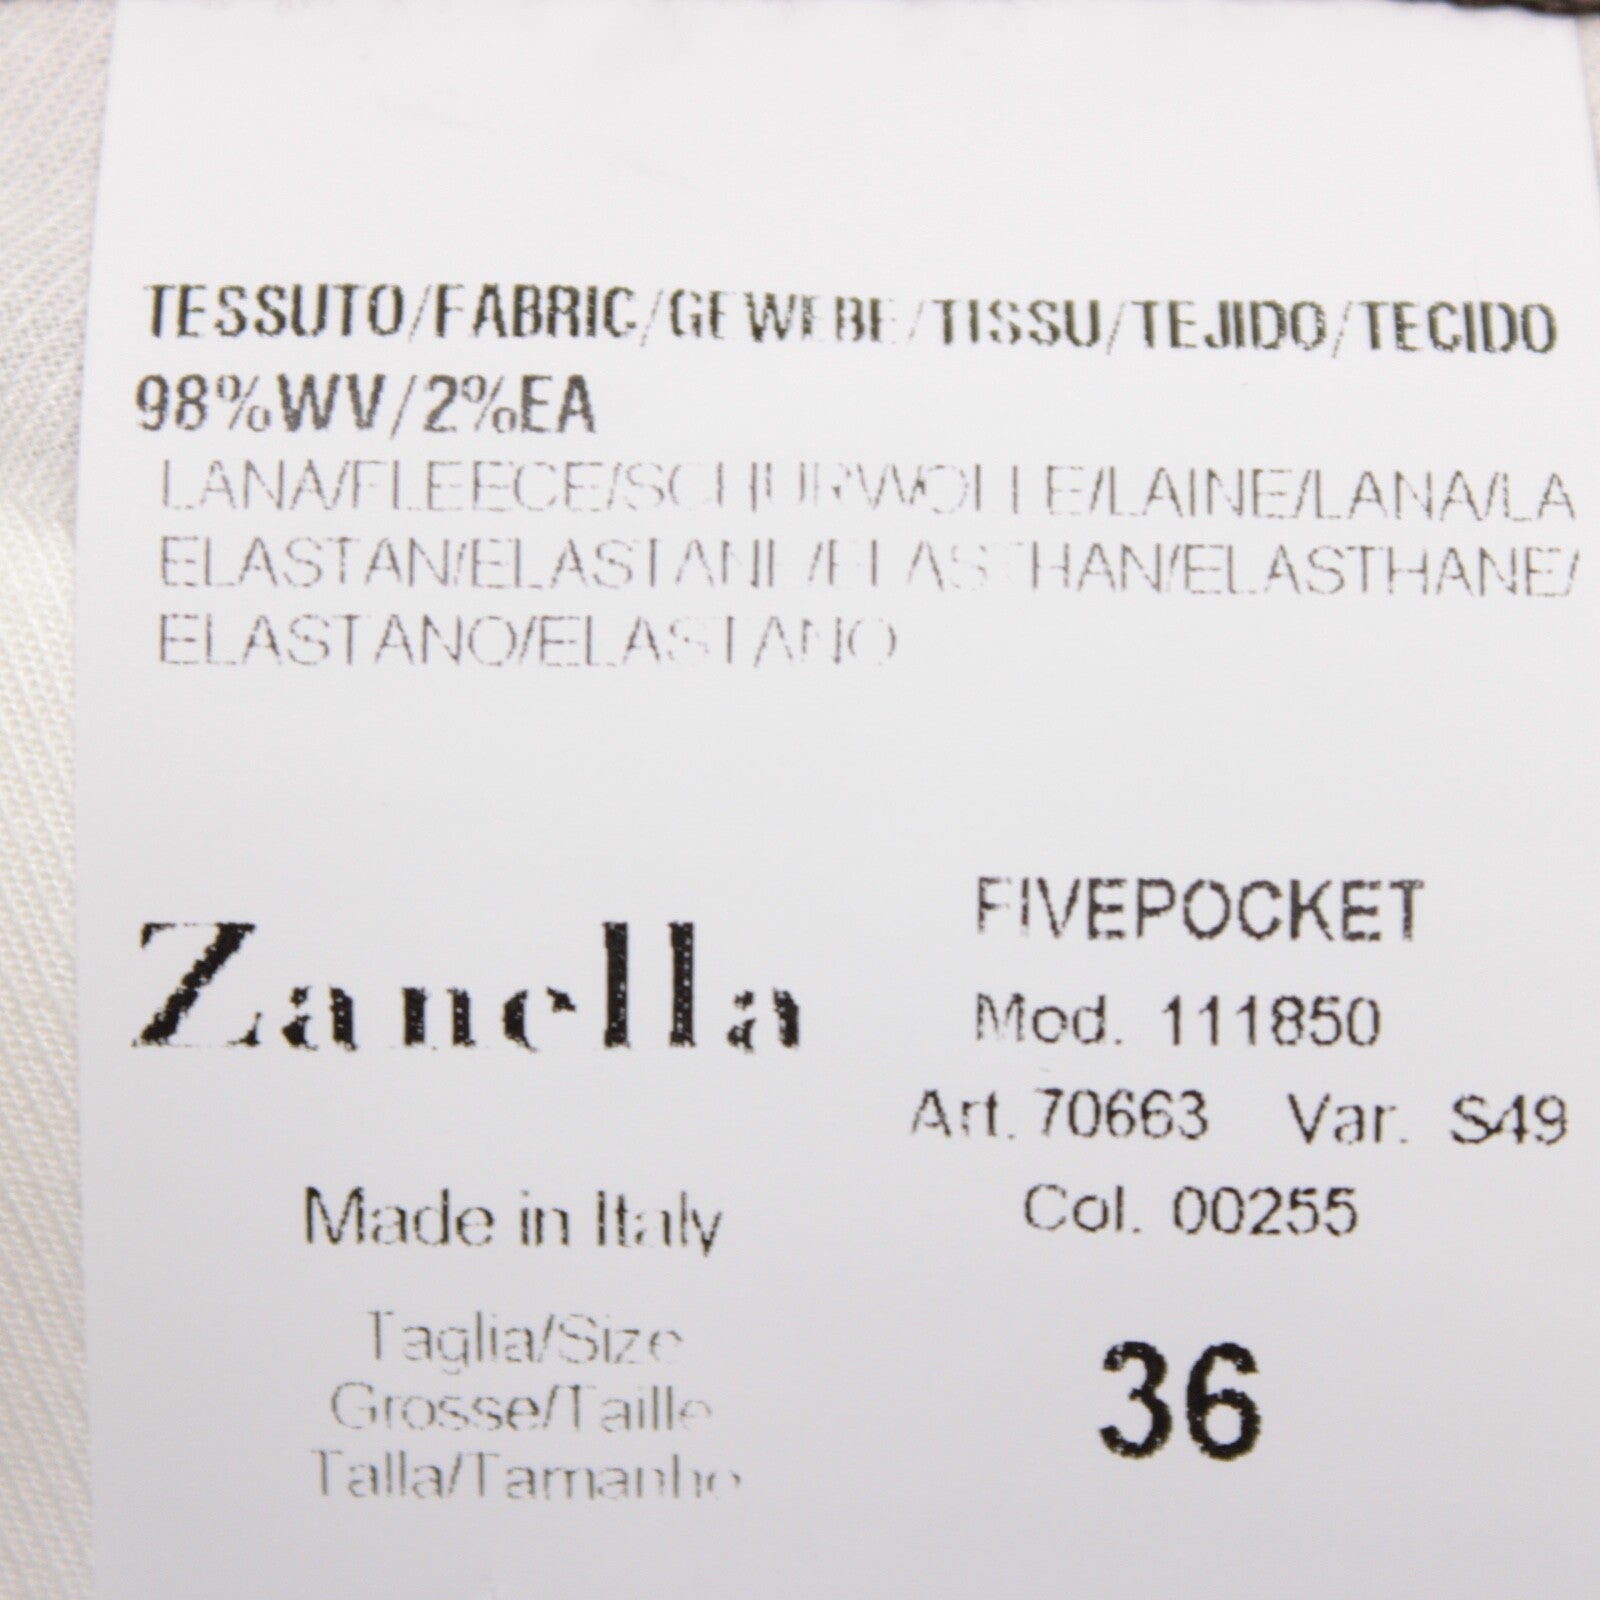 TESSUTO/FABRIC/GEWEBE/TISSU/TEJIDO/TECIDO
98%WV/2%EA
LANA/FLEECE/SCHURWOLLE/LAINE/LANA/LA
ELASTAN/ELASTANE/ELASTHAN/ELASTHANE/
ELASTANO/ELASTANO
Zanella
Made in Italy
Taglia/Size
Grosse/Taille
Talla/Tamanho
FIVEPOCKET
Mod. 111850
Art. 70663 Var. S49
Col. 00255
36